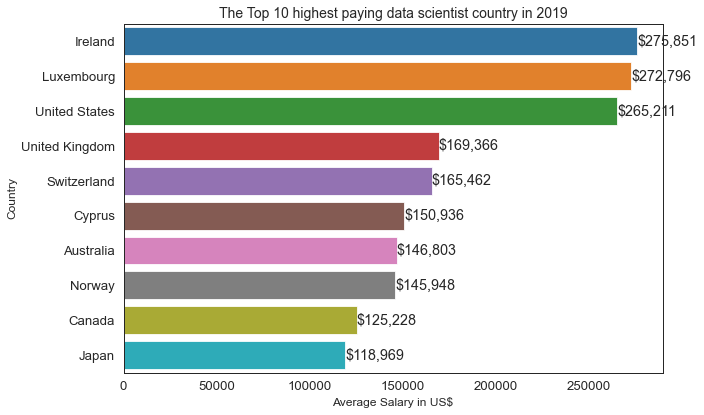 The Top 10 highest paying data scientist country in 2019
Country
Ireland $275,851
Luxembourg $272,796
United States $265,211
United Kingdom $169,366
Switzerland $165,462
Cyprus $150,936
Australia $146,803
Norway $145,948
Canada $125,228
Japan $118,969
0 50000 100000 150000 200000 250000
Average Salary in US$